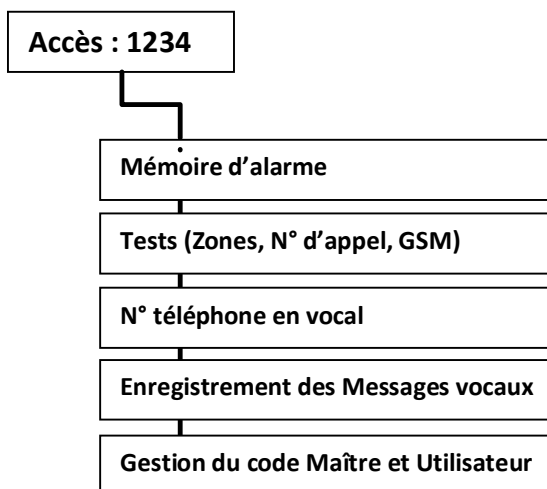 Accès : 1234
Mémoire d’alarme
Tests (Zones, N° d’appel, GSM)
N° téléphone en vocal
Enregistrement des Messages vocaux
Gestion du code Maître et Utilisateur